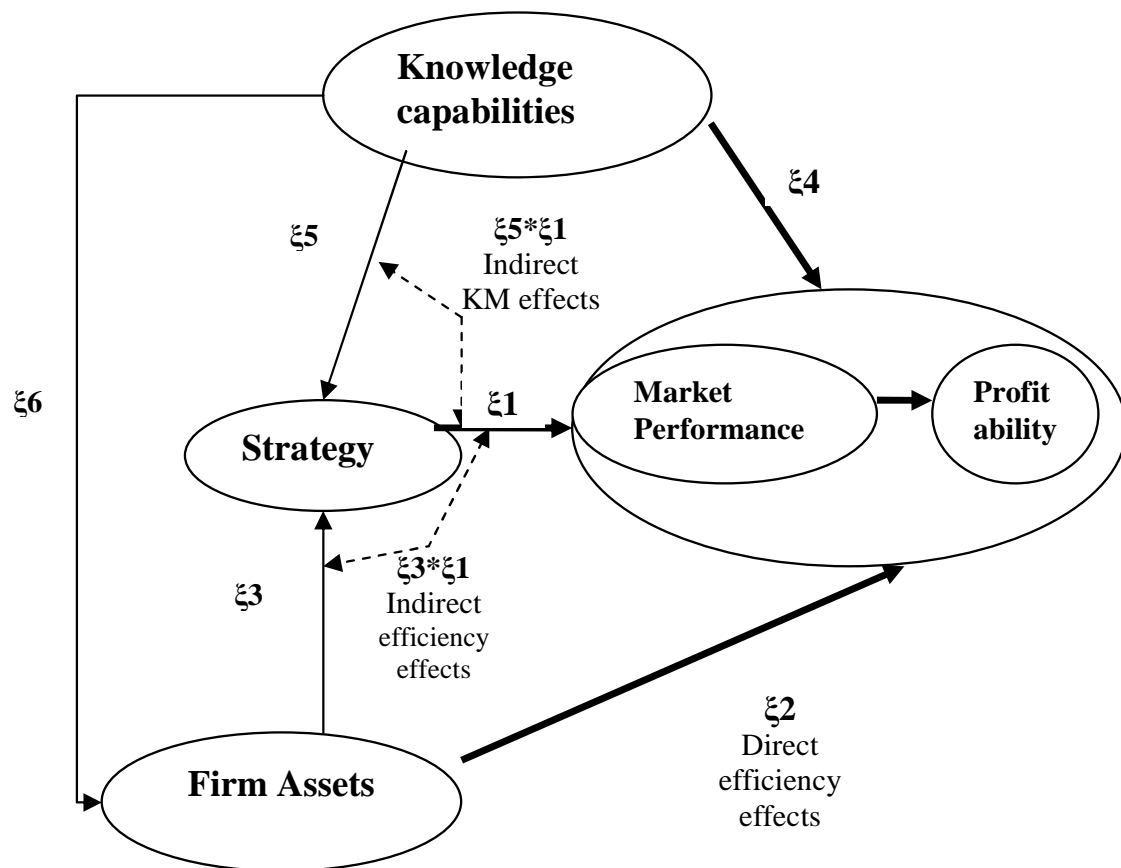 Knowledge
capabilities
ξ4
ξ5
ξ5*ξ1
Indirect
KM effects
ξ6
ξ1
Market
Performance
Profit
ability
Strategy
ξ3
ξ3*ξ1
Indirect
efficiency
effects
ξ2
Direct
efficiency
effects
Firm Assets